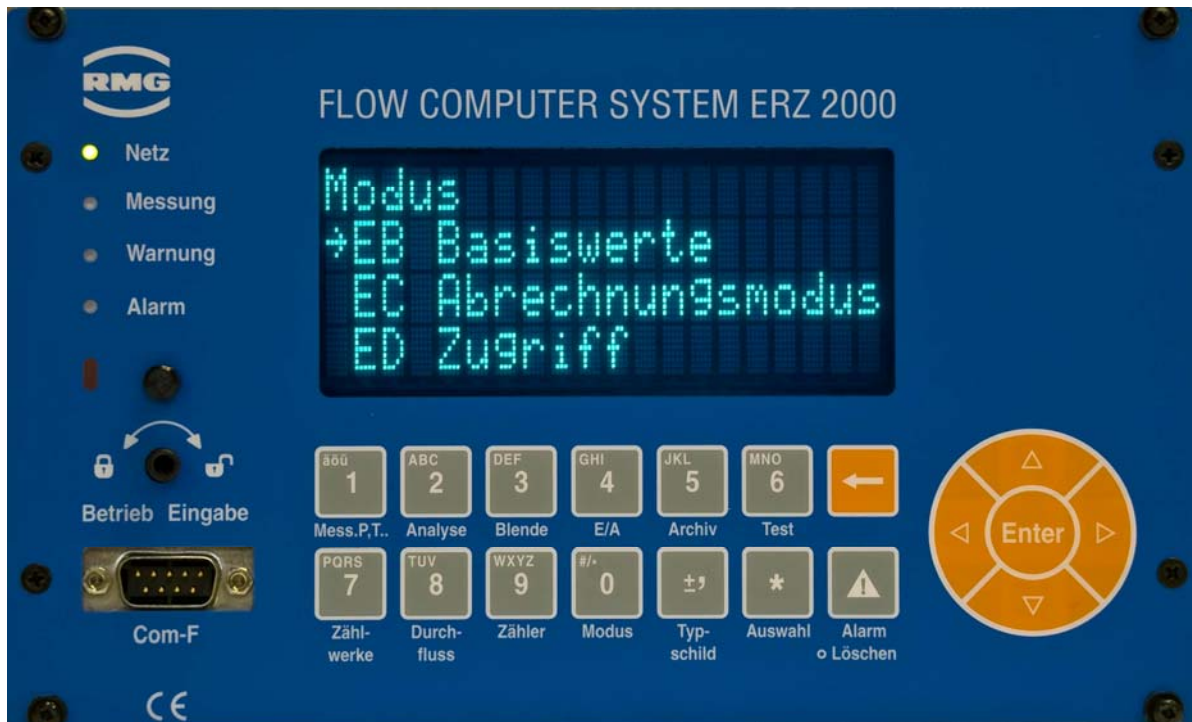 RMG
FLOW COMPUTER SYSTEM ERZ 2000
Netz
Messung
Warnung
Alarm
Modus
→EB Basiswerte
EC Abrechnungsmodus
ED Zugriff
Betrieb Eingabe
Com-F
CE
äöü ABC DEF GHI JKL MNO
1 2 3 4 5 6 ←
Mess.P,T.. Analyse Blende E/A Archiv Test
PQRS TUV WXYZ #/*
7 8 9 0 ±, *
Zähl- Durch- Zähler Modus Typ- Auswahl Alarm
werke fluss schild o Löschen
Enter